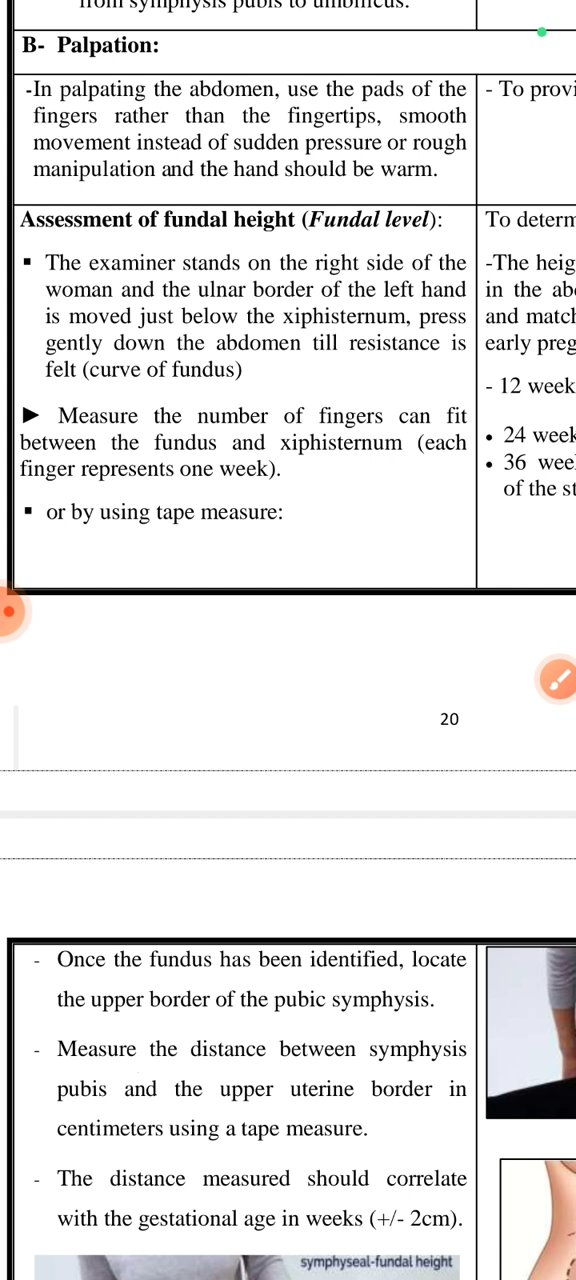 from symphysis pubis to umbilicus.
B- Palpation:
-In palpating the abdomen, use the pads of the
fingers rather than the fingertips, smooth
movement instead of sudden pressure or rough
manipulation and the hand should be warm.
- To provi
Assessment of fundal height (Fundal level):
▪ The examiner stands on the right side of the
woman and the ulnar border of the left hand
is moved just below the xiphisternum, press
gently down the abdomen till resistance is
felt (curve of fundus)
► Measure the number of fingers can fit
between the fundus and xiphisternum (each
finger represents one week).
▪ or by using tape measure:
To determ
-The heig
in the ab
and match
early preg
- 12 week
• 24 week
• 36 wee
of the st
20
- Once the fundus has been identified, locate
the upper border of the pubic symphysis.
- Measure the distance between symphysis
pubis and the upper uterine border in
centimeters using a tape measure.
- The distance measured should correlate
with the gestational age in weeks (+/- 2cm).
symphyseal-fundal height